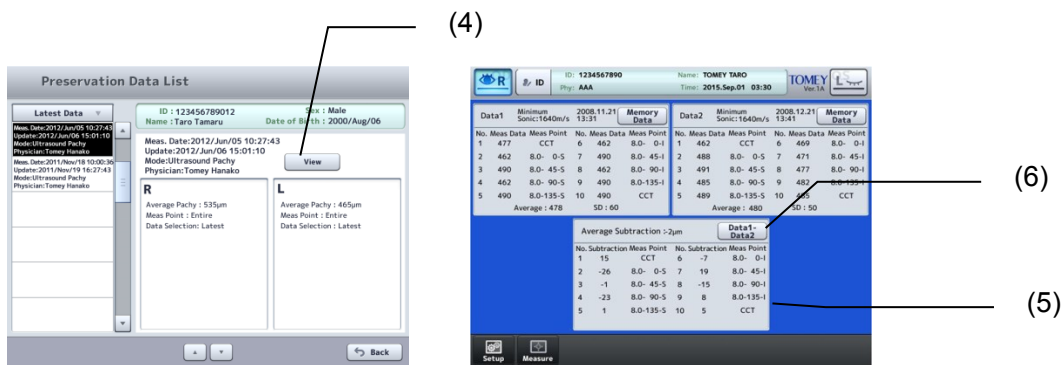 (4)
Preservation Data List
Latest Data
ID : 123456789012
Sex : Male
Name : Taro Tamaru
Date of Birth : 2000/Aug/06
Meas. Date:2012/Jun/05 10:27:43
Update:2012/Jun/06 15:01:10
Mode:Ultrasound Pachy
Physician:Tomey Hanako
Meas. Date:2011/Nov/18 10:00:36
Update:2011/Nov/19 16:27:43
Mode:Ultrasound Pachy
Physician:Tomey Hanako
Meas. Date:2012/Jun/05 10:27:43
Update:2012/Jun/06 15:01:10
Mode:Ultrasound Pachy
Physician:Tomey Hanako
View
R
Average Pachy : 535μm
Meas Point : Entire
Data Selection: Latest
L
Average Pachy : 465μm
Meas Point : Entire
Data Selection : Latest
Back
R
ID
ID: 1234567890
Name: TOMEY TARO
Phy: AAA
Time: 2015.Sep.01 03:30
TOMEY
Ver.1A
Data1
Minimum
Sonic:1640m/s
2008.11.21
13:31
Memory
Data
No. Meas Data Meas Point No. Meas Data Meas Point
1 477 CCT 6 462 8.0- 0-I
2 462 8.0- 0-S 7 490 8.0- 45-I
3 490 8.0- 45-S 8 462 8.0- 90-I
4 462 8.0- 90-S 9 490 8.0-135-I
5 490 8.0-135-S 10 490 CCT
Average : 478 SD : 60
Data2
Minimum
Sonic:1640m/s
2008.12.21
13:41
Memory
Data
No. Meas Data Meas Point No. Meas Data Meas Point
1 462 CCT 6 469 8.0- 0-I
2 488 8.0- 0-S 7 471 8.0- 45-I
3 491 8.0- 45-S 8 477 8.0- 90-I
4 485 8.0- 90-S 9 482 8.0-135-I
5 489 8.0-135-S 10 485 CCT
Average : 480 SD : 50
(6)
Average Subtraction :-2μm
Data1-
Data2
No. Subtraction Meas Point No. Subtraction Meas Point
1 15 CCT 6 -7 8.0- 0-I
2 -26 8.0- 0-S 7 19 8.0- 45-I
3 -1 8.0- 45-S 8 -15 8.0- 90-I
4 -23 8.0- 90-S 9 8 8.0-135-I
5 1 8.0-135-S 10 5 CCT
(5)
Setup
Measure